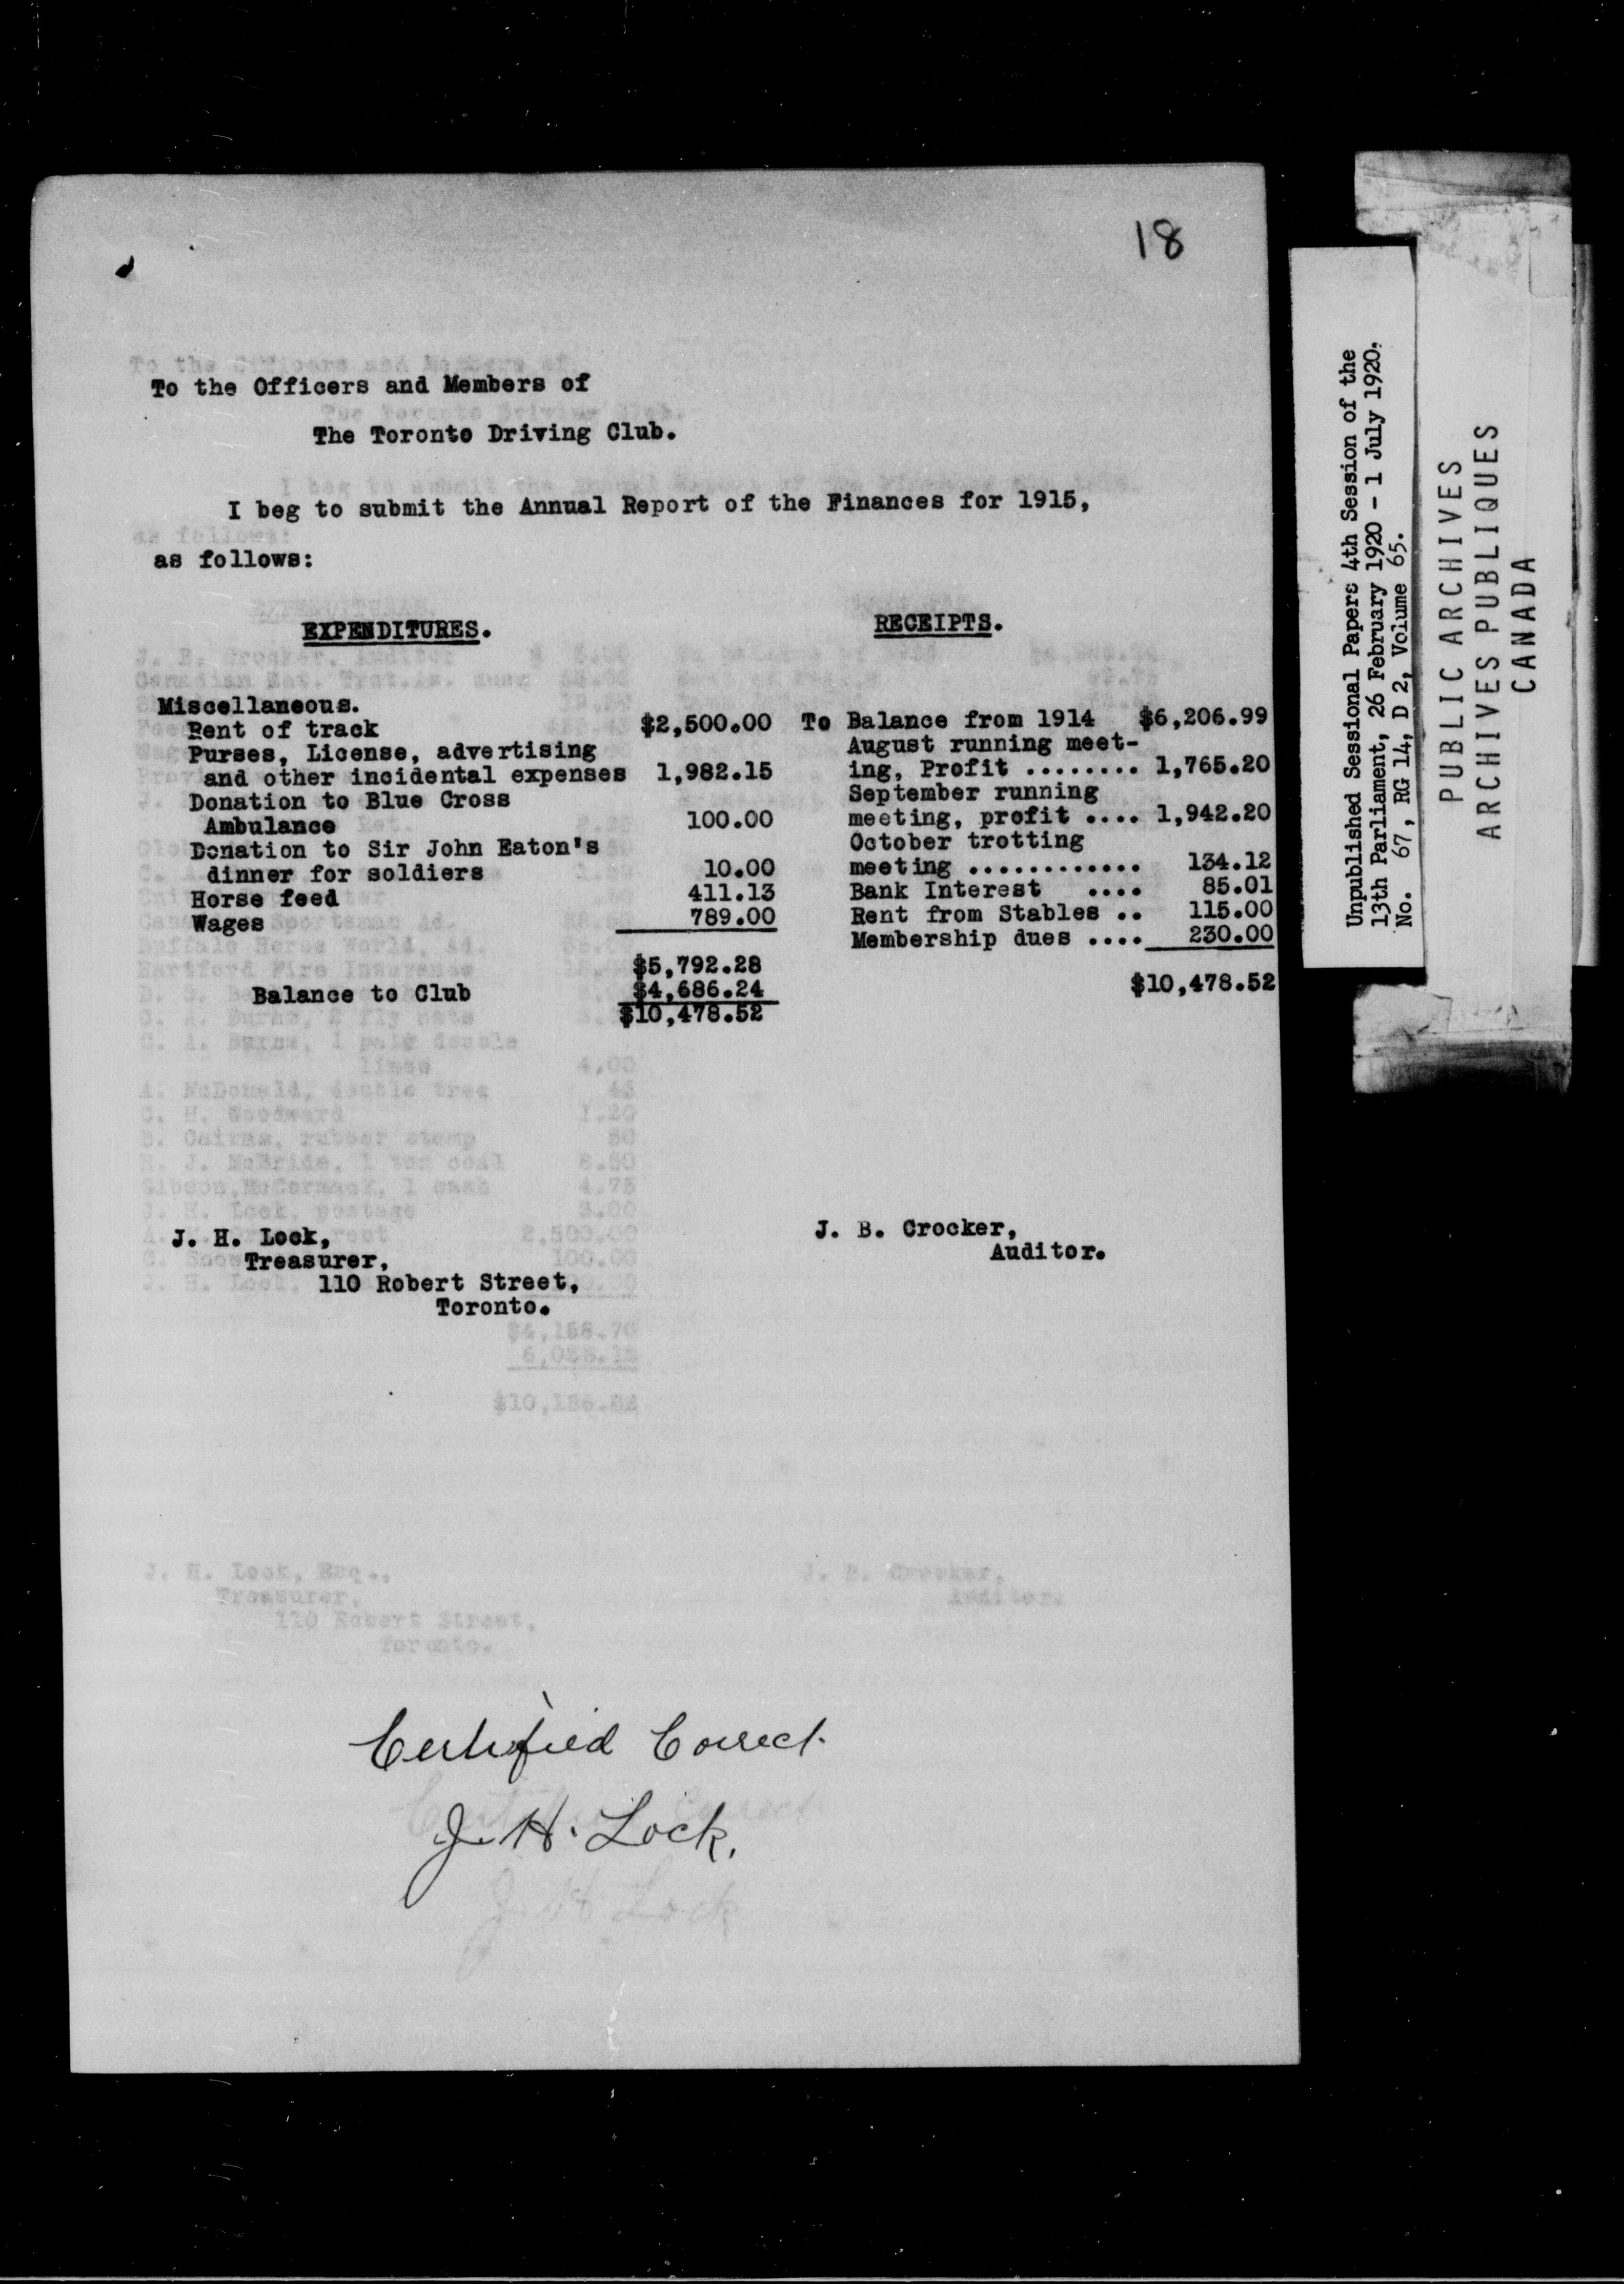 18
To the Officers and Members of
The Toronto Driving Club.
I beg to submit the Annual Report of the Finances for 1915,
as follows:
EXPENDITURES.
Miscellaneous.
Rent of track $2,500.00
Purses, License, advertising
and other incidental expenses 1,982.15
Donation to Blue Cross
Ambulance 100.00
Donation to Sir John Eaton's
dinner for soldiers 10.00
Horse feed 411.13
Wages 789.00
$5,792.28
Balance to Club $4,686.24
$10,478.52
RECEIPTS.
To Balance from 1914 $6,206.99
August running meet-
ing, Profit ........ 1,765.20
September running
meeting, profit .... 1,942.20
October trotting
meeting ............ 134.12
Bank Interest .... 85.01
Rent from Stables .. 115.00
Membership dues .... 230.00
$10,478.52
J. H. Lock,
Treasurer,
110 Robert Street,
Toronto.
J. B. Crocker,
Auditor.
Certified Correct.
J. H. Lock.
Unpublished Sessional Papers 4th Session of the
13th Parliament, 26 February 1920 - 1 July 1920.
No. 67, RG 14, D 2, Volume 65.
PUBLIC ARCHIVES
ARCHIVES PUBLIQUES
CANADA